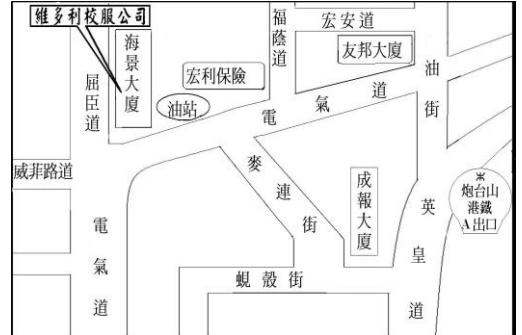 維多利校服公司
海景大廈
屈臣道
宏利保險
油站
福蔭道
宏安道
友邦大廈
油街
電氣道
威菲路道
電氣道
麥連街
成報大廈
英皇道
炮台山
港鐵
A出口
蜆殼街